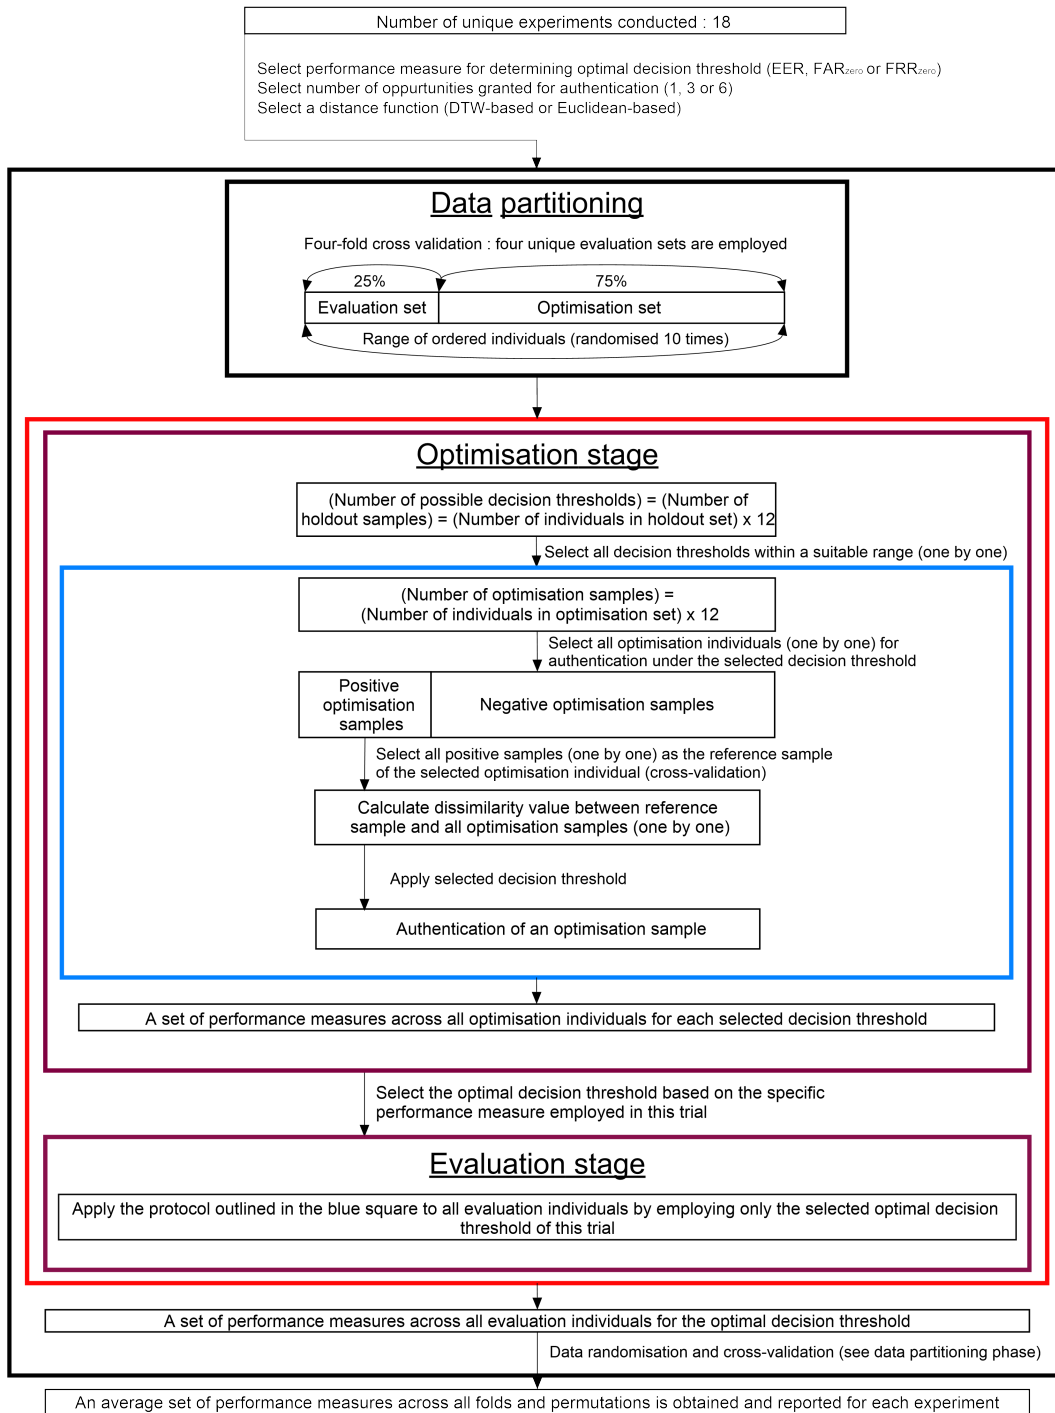 Number of unique experiments conducted : 18
Select performance measure for determining optimal decision threshold (EER, FARzero or FRRzero)
Select number of oppurtunities granted for authentication (1, 3 or 6)
Select a distance function (DTW-based or Euclidean-based)
Data partitioning
Four-fold cross validation : four unique evaluation sets are employed
25% 75%
Evaluation set Optimisation set
Range of ordered individuals (randomised 10 times)
Optimisation stage
(Number of possible decision thresholds) = (Number of
holdout samples) = (Number of individuals in holdout set) x 12
Select all decision thresholds within a suitable range (one by one)
(Number of optimisation samples) =
(Number of individuals in optimisation set) x 12
Select all optimisation individuals (one by one) for
authentication under the selected decision threshold
Positive
optimisation
samples
Negative optimisation samples
Select all positive samples (one by one) as the reference sample
of the selected optimisation individual (cross-validation)
Calculate dissimilarity value between reference
sample and all optimisation samples (one by one)
Apply selected decision threshold
Authentication of an optimisation sample
A set of performance measures across all optimisation individuals for each selected decision threshold
Select the optimal decision threshold based on the specific
performance measure employed in this trial
Evaluation stage
Apply the protocol outlined in the blue square to all evaluation individuals by employing only the selected optimal decision
threshold of this trial
A set of performance measures across all evaluation individuals for the optimal decision threshold
Data randomisation and cross-validation (see data partitioning phase)
An average set of performance measures across all folds and permutations is obtained and reported for each experiment